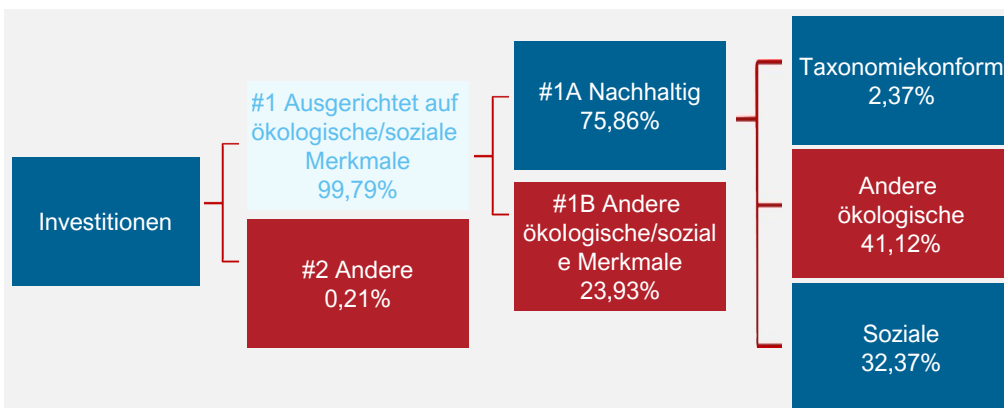 Investitionen
#1 Ausgerichtet auf
ökologische/soziale
Merkmale
99,79%
#2 Andere
0,21%
#1A Nachhaltig
75,86%
#1B Andere
ökologische/sozial
e Merkmale
23,93%
Taxonomiekonform
2,37%
Andere
ökologische
41,12%
Soziale
32,37%